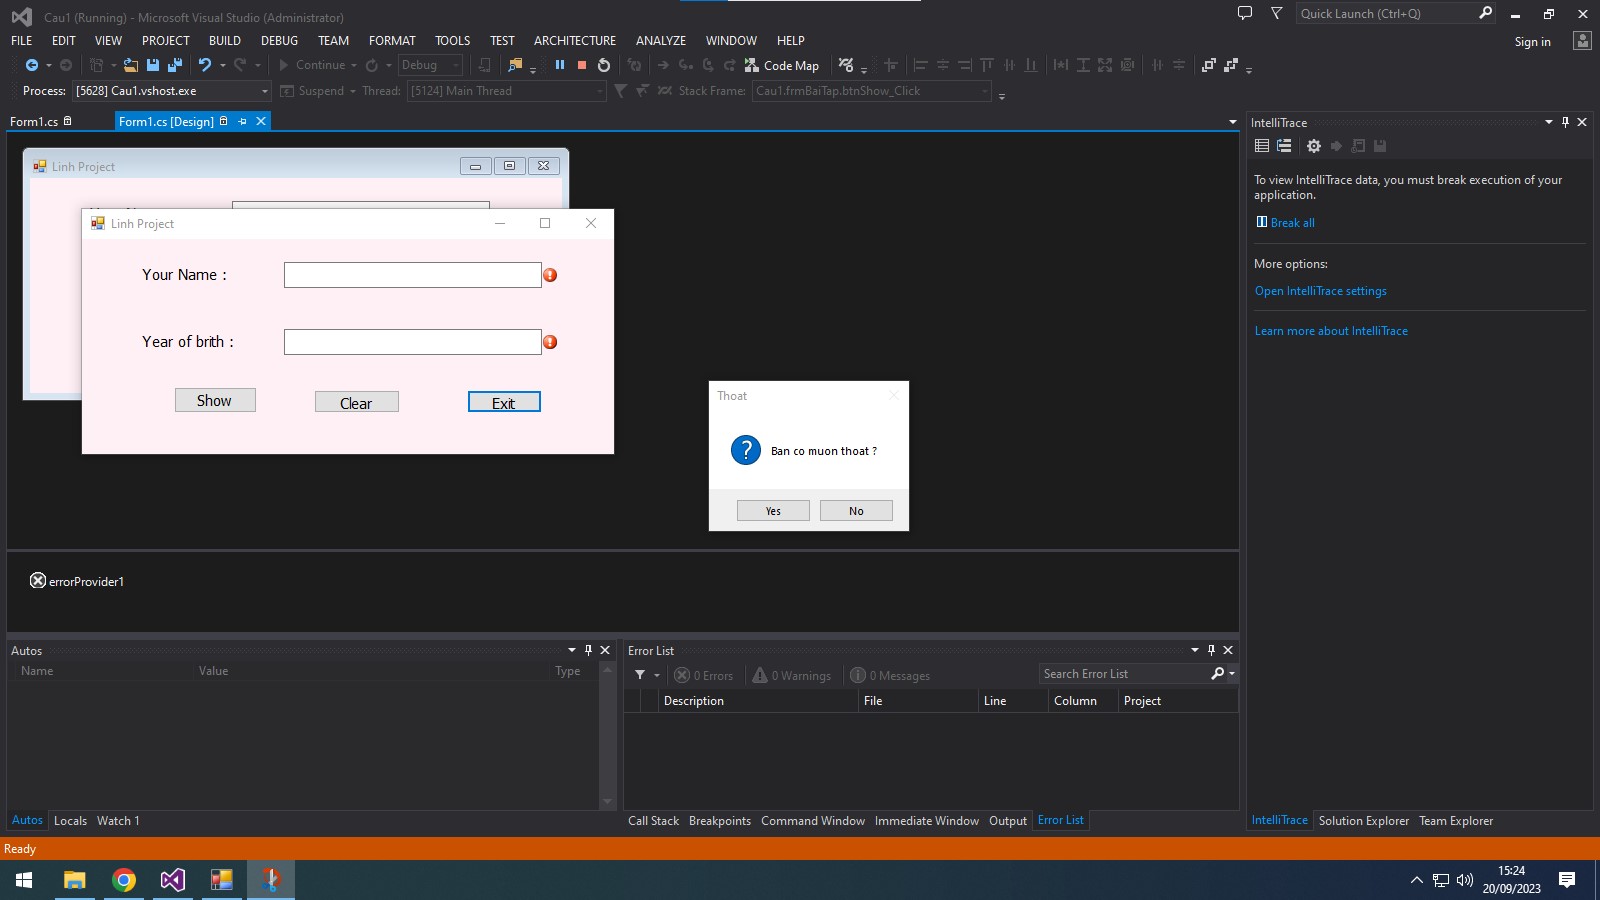 Cau1 (Running) - Microsoft Visual Studio (Administrator)
Quick Launch (Ctrl+Q)
FILE EDIT VIEW PROJECT BUILD DEBUG TEAM FORMAT TOOLS TEST ARCHITECTURE ANALYZE WINDOW HELP
Sign in
Continue Debug Code Map
Process: [5628] Cau1.vshost.exe Suspend Thread: [5124] Main Thread Stack Frame: Cau1.frmBaiTap.btnShow_Click
Form1.cs Form1.cs [Design]
Linh Project
Linh Project
Your Name :
Year of brith :
Show Clear Exit
Thoat
Ban co muon thoat ?
Yes No
errorProvider1
IntelliTrace
To view IntelliTrace data, you must break execution of your
application.
Break all
More options:
Open IntelliTrace settings
Learn more about IntelliTrace
Autos
Name Value Type
Autos Locals Watch 1
Error List
0 Errors 0 Warnings 0 Messages Search Error List
Description File Line Column Project
Call Stack Breakpoints Command Window Immediate Window Output Error List
IntelliTrace Solution Explorer Team Explorer
Ready
15:24
20/09/2023